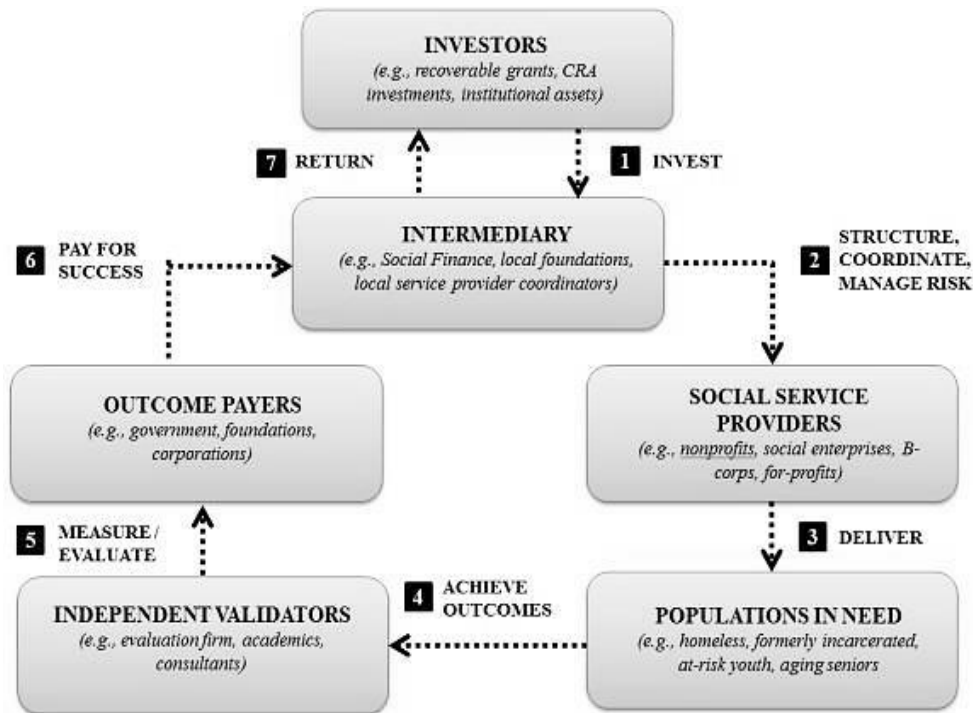 INVESTORS
(e.g., recoverable grants, CRA
investments, institutional assets)
7 RETURN
1 INVEST
INTERMEDIARY
(e.g., Social Finance, local foundations,
local service provider coordinators)
6 PAY FOR
SUCCESS
2 STRUCTURE,
COORDINATE,
MANAGE RISK
OUTCOME PAYERS
(e.g., government, foundations,
corporations)
SOCIAL SERVICE
PROVIDERS
(e.g., nonprofits, social enterprises, B-
corps, for-profits)
5 MEASURE /
EVALUATE
3 DELIVER
4 ACHIEVE
OUTCOMES
INDEPENDENT VALIDATORS
(e.g., evaluation firm, academics,
consultants)
POPULATIONS IN NEED
(e.g., homeless, formerly incarcerated,
at-risk youth, aging seniors